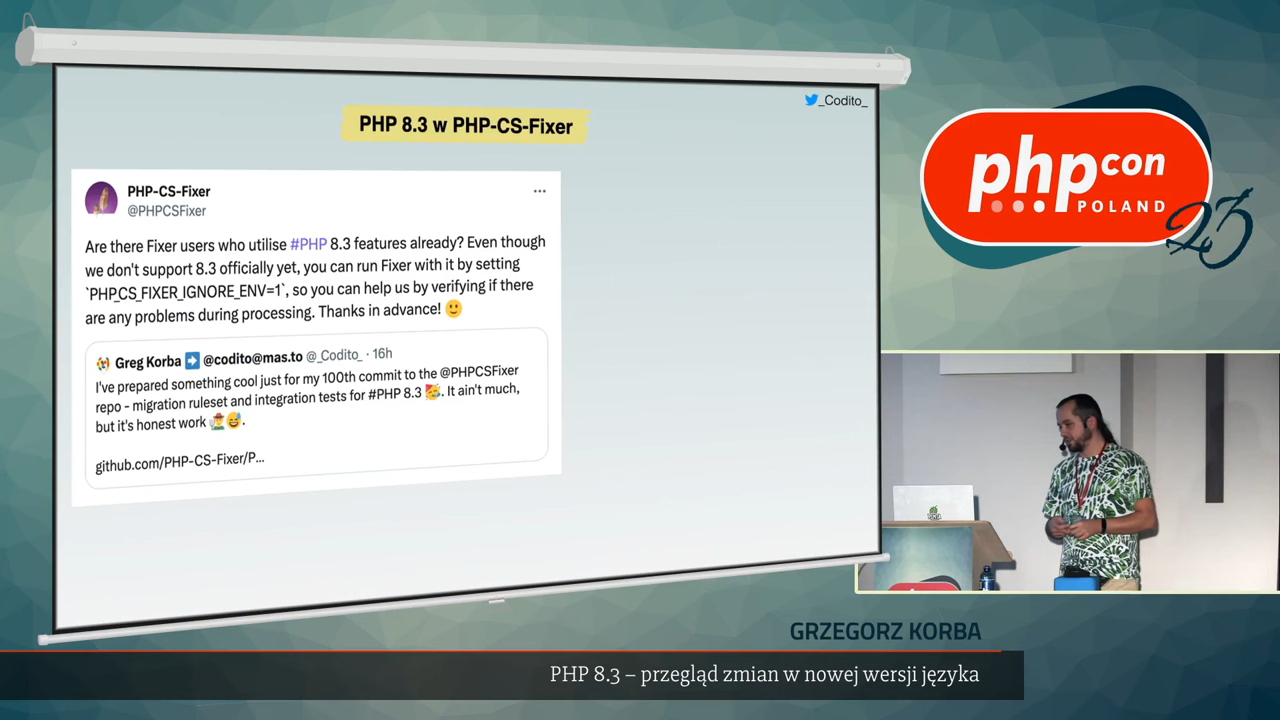 _Codito_
PHP 8.3 w PHP-CS-Fixer
PHP-CS-Fixer
@PHPCSFixer
Are there Fixer users who utilise #PHP 8.3 features already? Even though
we don't support 8.3 officially yet, you can run Fixer with it by setting
`PHP_CS_FIXER_IGNORE_ENV=1`, so you can help us by verifying if there
are any problems during processing. Thanks in advance! 🙂
Greg Korba ➡️ @codito@mas.to @_Codito_ · 16h
I've prepared something cool just for my 100th commit to the @PHPCSFixer
repo - migration ruleset and integration tests for #PHP 8.3 🥳. It ain't much,
but it's honest work 👨‍🌾😅.
github.com/PHP-CS-Fixer/P...
phpcon
POLAND
23
GRZEGORZ KORBA
PHP 8.3 – przegląd zmian w nowej wersji języka